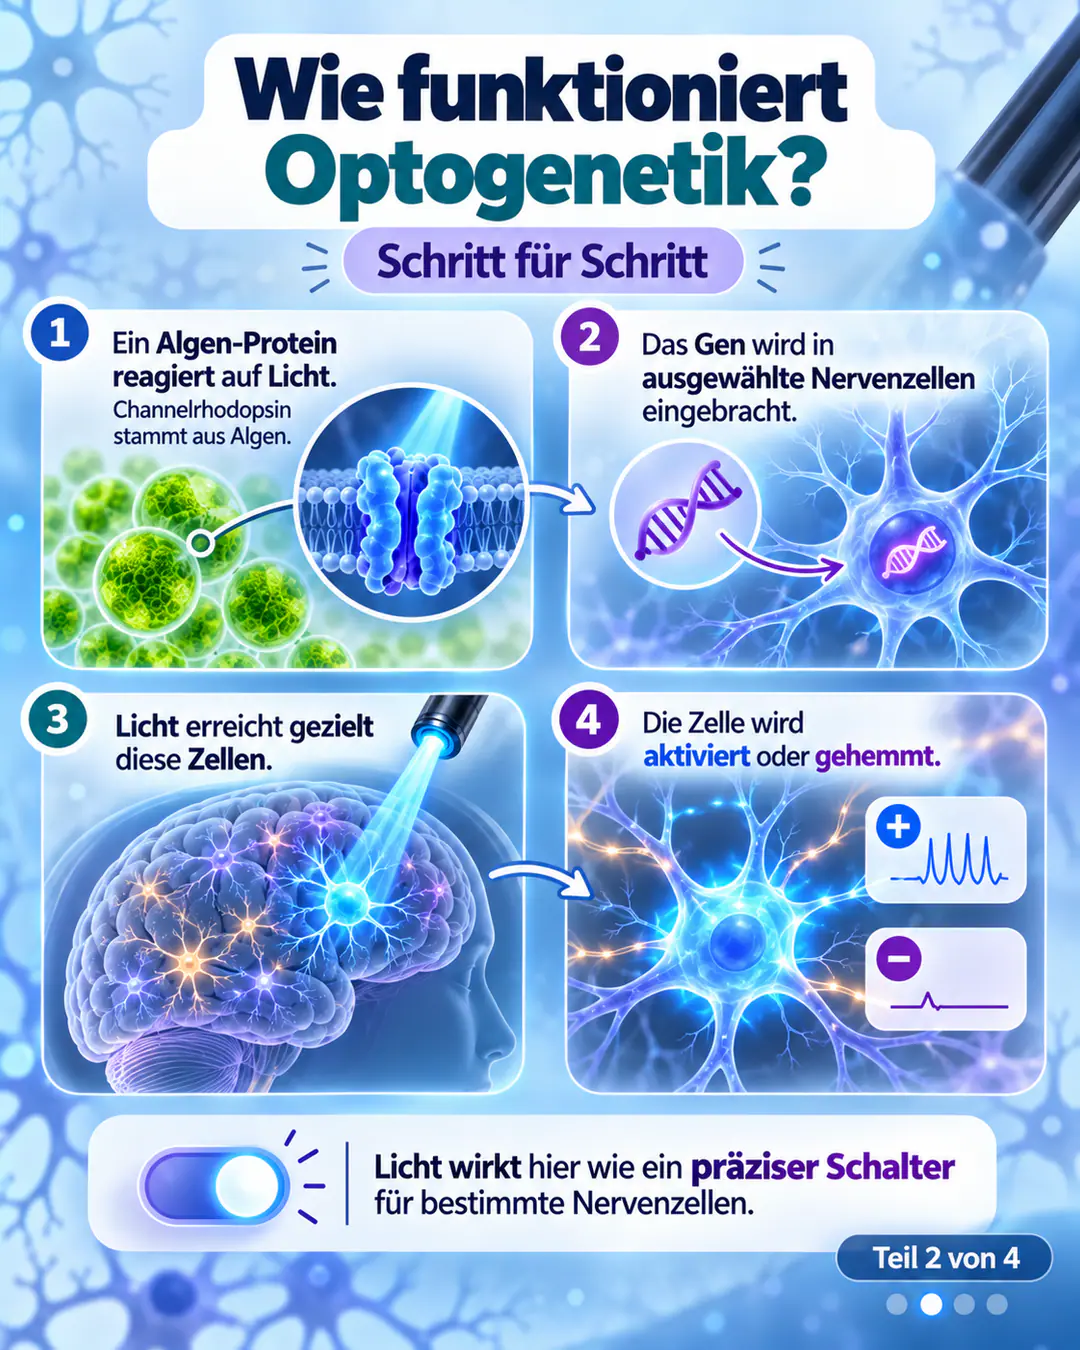 Wie funktioniert
Optogenetik?
Schritt für Schritt
1
Ein Algen-Protein
reagiert auf Licht.
Channelrhodopsin
stammt aus Algen.
2
Das Gen wird in
ausgewählte Nervenzellen
eingebracht.
3
Licht erreicht gezielt
diese Zellen.
4
Die Zelle wird
aktiviert oder gehemmt.
+
−
Licht wirkt hier wie ein präziser Schalter
für bestimmte Nervenzellen.
Teil 2 von 4